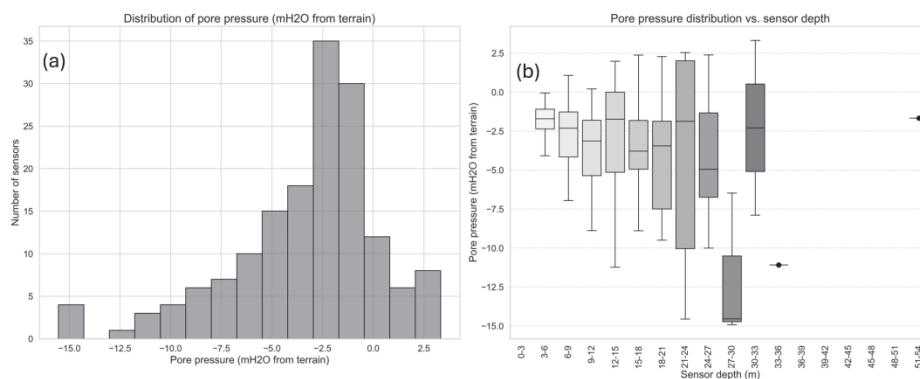 Distribution of pore pressure (mH2O from terrain)
(a)
Number of sensors
35
30
25
20
15
10
5
0
−15.0 −12.5 −10.0 −7.5 −5.0 −2.5 0.0 2.5
Pore pressure (mH2O from terrain)
Pore pressure distribution vs. sensor depth
(b)
Pore pressure (mH2O from terrain)
2.5
0.0
−2.5
−5.0
−7.5
−10.0
−12.5
−15.0
0-3 3-6 6-9 9-12 12-15 15-18 18-21 21-24 24-27 27-30 30-33 33-36 36-39 39-42 42-45 45-48 48-51 51-54
Sensor depth (m)